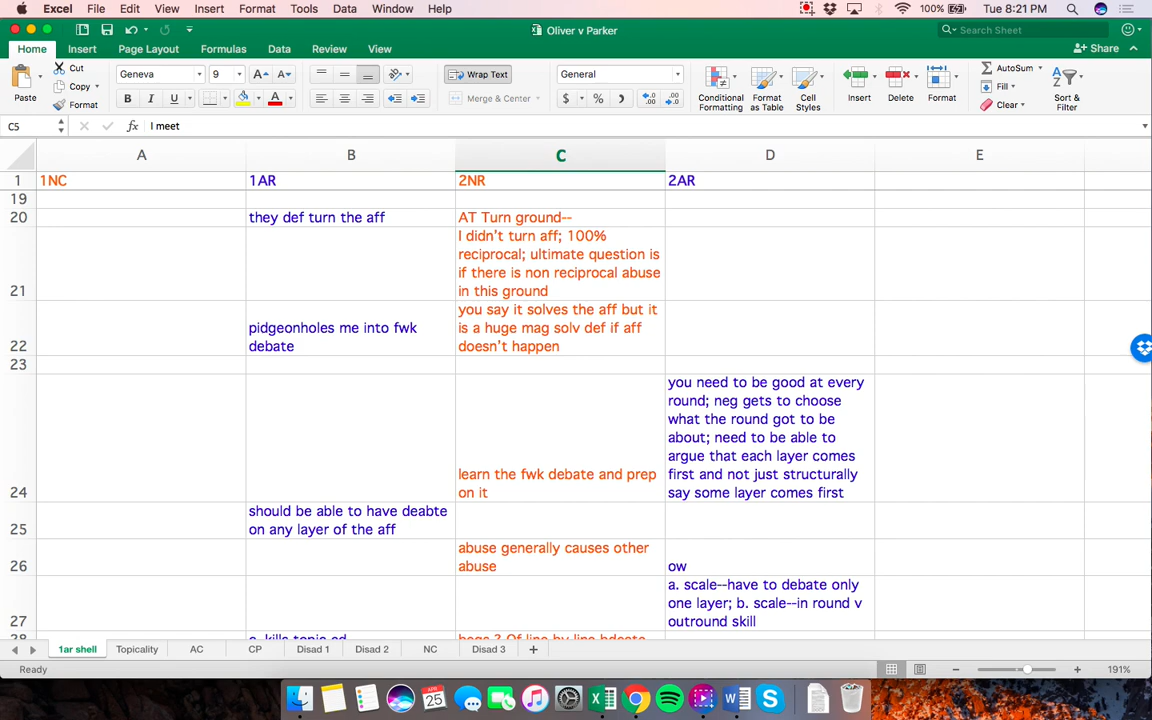 Excel File Edit View Insert Format Tools Data Window Help 100% Tue 8:21 PM
Oliver v Parker
Search Sheet
Home Insert Page Layout Formulas Data Review View
Share
Paste
Cut
Copy
Format
Geneva
9
A A
B I U
A
Wrap Text
Merge & Center
General
$ % )
.00 .0
Conditional Formatting
Format as Table
Cell Styles
Insert
Delete
Format
AutoSum
Fill
Clear
Sort & Filter
C5 fx I meet
A B C D E
1 1NC 1AR 2NR 2AR
19
20 they def turn the aff AT Turn ground--
21 I didn't turn aff; 100%
reciprocal; ultimate question is
if there is non reciprocal abuse
in this ground
22 pidgeonholes me into fwk
debate
you say it solves the aff but it
is a huge mag solv def if aff
doesn't happen
23
24 learn the fwk debate and prep
on it
you need to be good at every
round; neg gets to choose
what the round got to be
about; need to be able to
argue that each layer comes
first and not just structurally
say some layer comes first
25 should be able to have deabte
on any layer of the aff
26 abuse generally causes other
abuse
ow
27 a. scale--have to debate only
one layer; b. scale--in round v
outround skill
28
1ar shell Topicality AC CP Disad 1 Disad 2 NC Disad 3 +
Ready 191%
APR
25